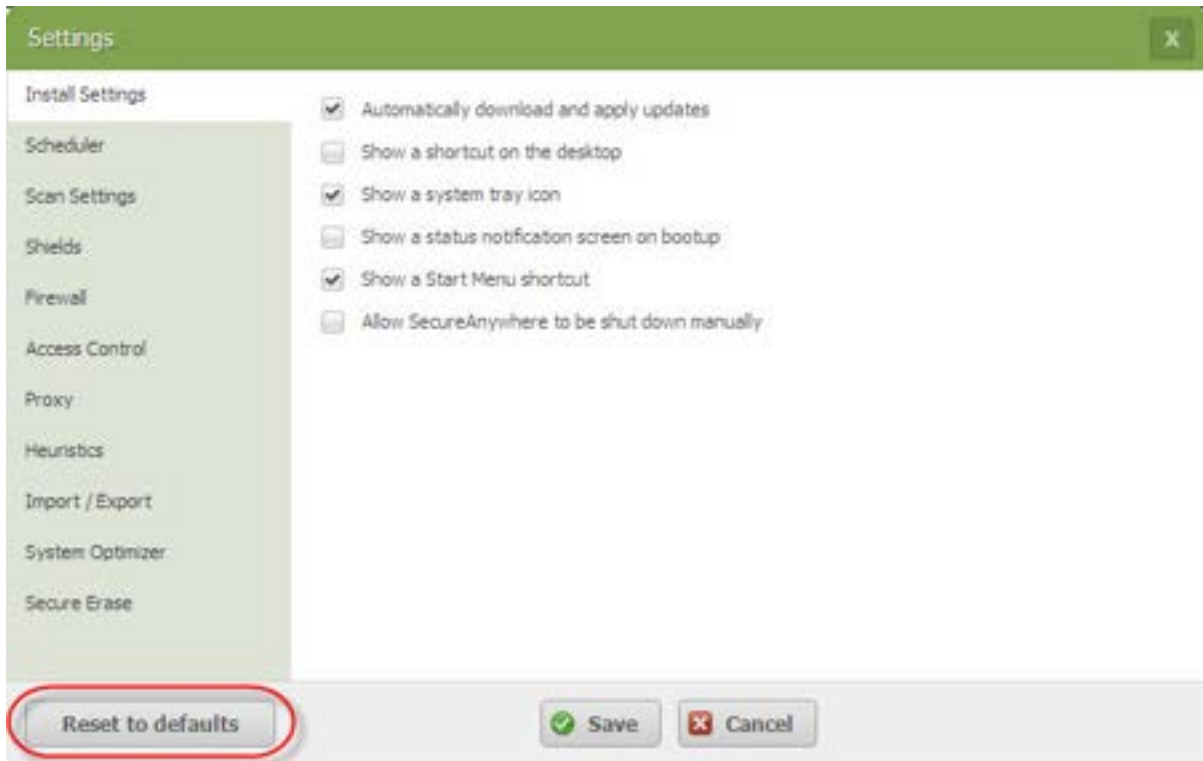 Settings
X
Install Settings
Scheduler
Scan Settings
Shields
Firewall
Access Control
Proxy
Heuristics
Import / Export
System Optimizer
Secure Erase
Automatically download and apply updates
Show a shortcut on the desktop
Show a system tray icon
Show a status notification screen on bootup
Show a Start Menu shortcut
Allow SecureAnywhere to be shut down manually
Reset to defaults
Save
Cancel